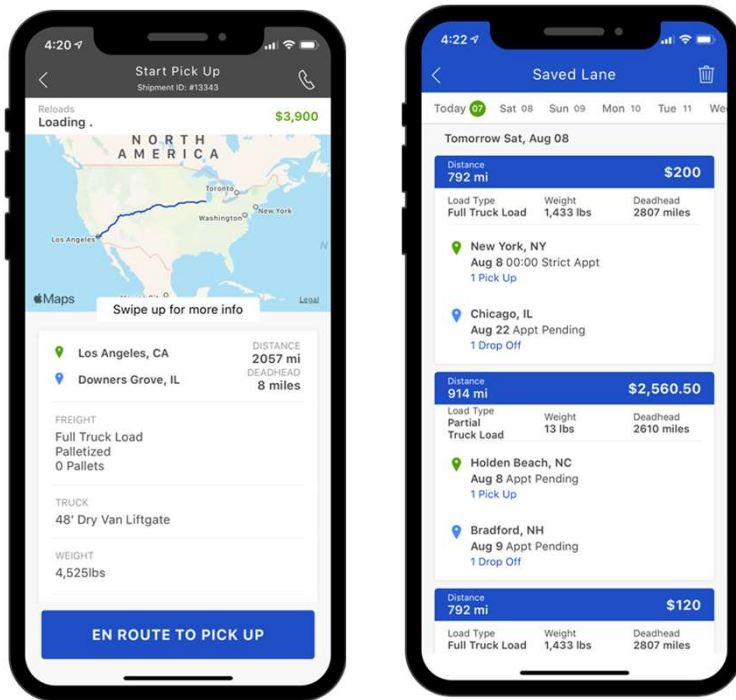 4:20
Start Pick Up
Shipment ID: #13343
Reloads
Loading .
$3,900
NORTH
AMERICA
Toronto
Washington
New York
Los Angeles
Maps
Legal
Swipe up for more info
Los Angeles, CA
DISTANCE
2057 mi
Downers Grove, IL
DEADHEAD
8 miles
FREIGHT
Full Truck Load
Palletized
0 Pallets
TRUCK
48' Dry Van Liftgate
WEIGHT
4,525lbs
EN ROUTE TO PICK UP
4:22
Saved Lane
Today 07 Sat 08 Sun 09 Mon 10 Tue 11 We
Tomorrow Sat, Aug 08
Distance
792 mi
$200
Load Type Weight Deadhead
Full Truck Load 1,433 lbs 2807 miles
New York, NY
Aug 8 00:00 Strict Appt
1 Pick Up
Chicago, IL
Aug 22 Appt Pending
1 Drop Off
Distance
914 mi
$2,560.50
Load Type Weight Deadhead
Partial
Truck Load 13 lbs 2610 miles
Holden Beach, NC
Aug 8 Appt Pending
1 Pick Up
Bradford, NH
Aug 9 Appt Pending
1 Drop Off
Distance
792 mi
$120
Load Type Weight Deadhead
Full Truck Load 1,433 lbs 2807 miles